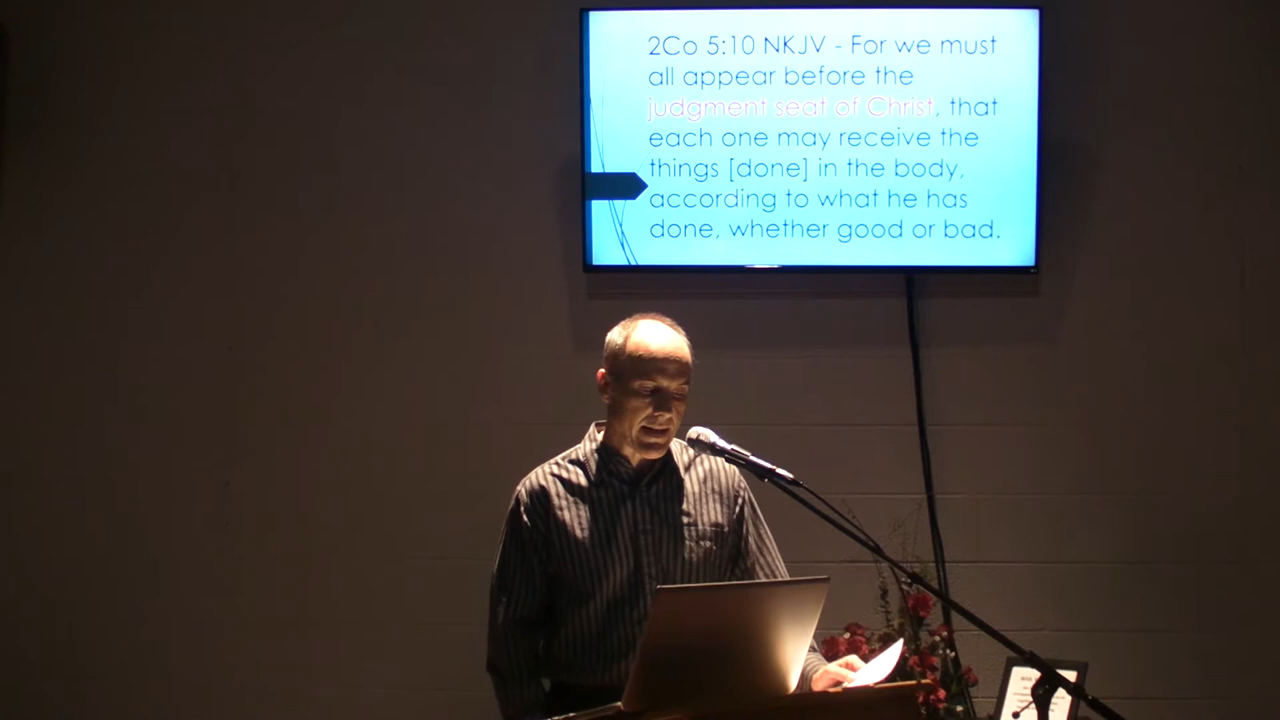 2Co 5:10 NKJV - For we must
all appear before the
judgment seat of Christ, that
each one may receive the
things [done] in the body,
according to what he has
done, whether good or bad.